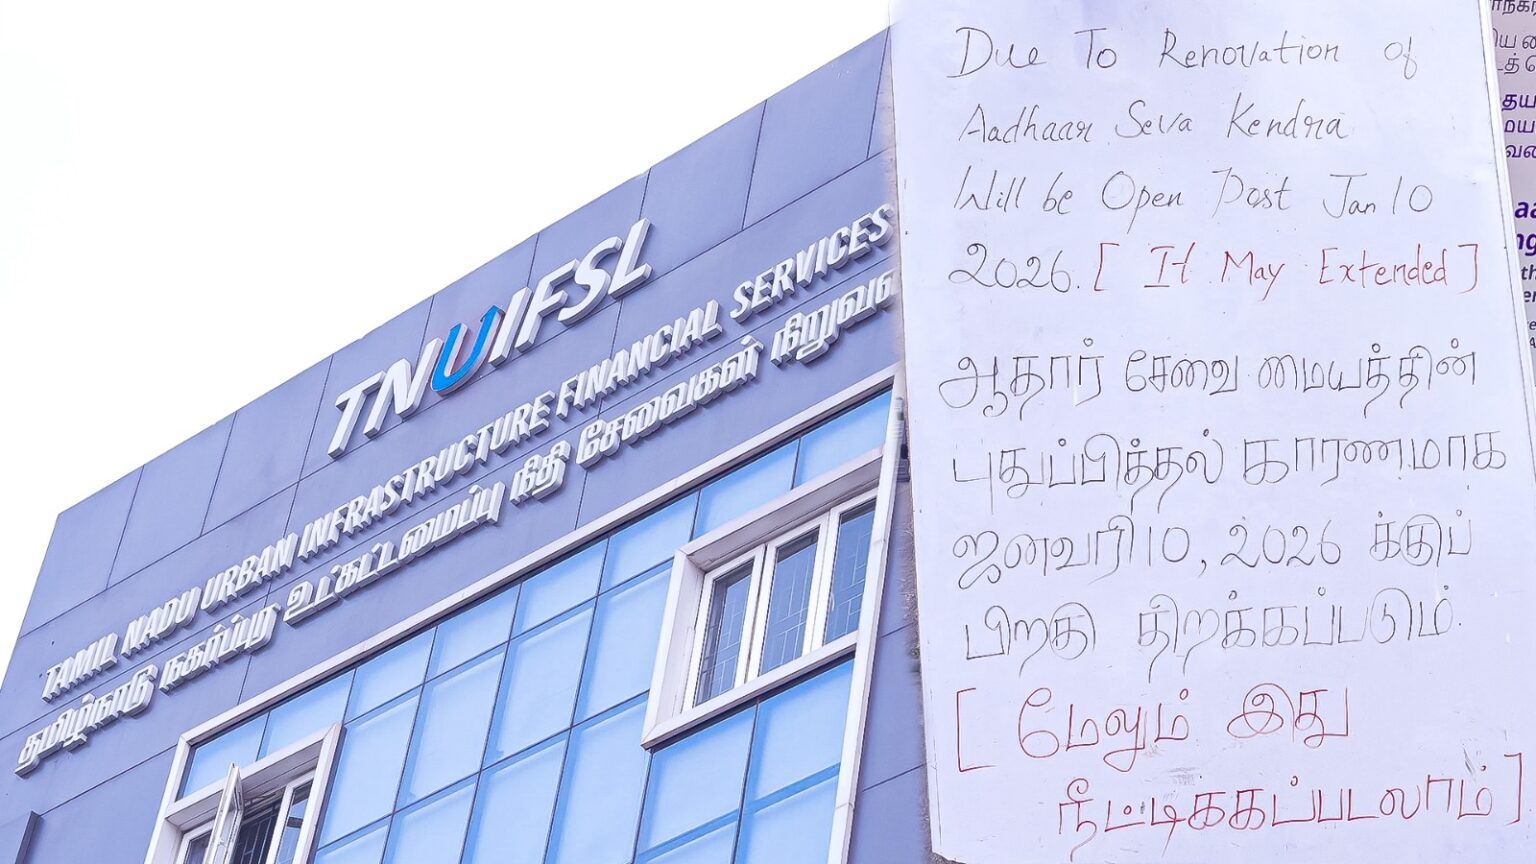 TNUIFSL
TAMIL NADU URBAN INFRASTRUCTURE FINANCIAL SERVICES
தமிழ்நாடு நகர்ப்புற உட்கட்டமைப்பு நிதி சேவைகள்
Due To Renovation of
Aadhaar Seva Kendra
Will be Open Post Jan 10
2026. [ It May Extended ]
ஆதார் சேவை மையத்தின்
புதுப்பித்தல் காரணமாக
ஜனவரி 10, 2026 க்குப்
பிறகு திறக்கப்படும்.
[ மேலும் இது
நீட்டிககப்படலாம் ]